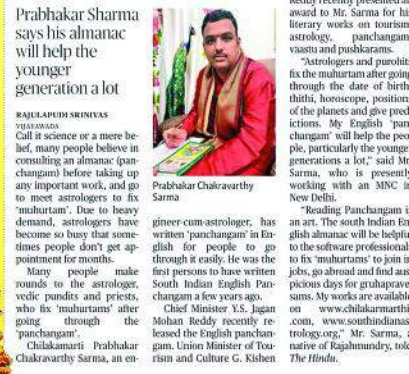 Prabhakar Sharma
says his almanac
will help the
younger
generation a lot
RAJULAPUDI SRINIVAS
VIJAYAWADA
Call it science or a mere be-
lief, many people believe in
consulting an almanac (pan-
changam) before taking up
any important work, and go
to meet astrologers to fix
'muhurtam'. Due to heavy
demand, astrologers have
become so busy that some-
times people don't get ap-
pointment for months.
Many people make
rounds to the astrologer,
vedic pundits and priests,
who fix 'muhurtams' after
going through the
'panchangam'.
Chilakamarti Prabhakar
Chakravarthy Sarma, an en-
Prabhakar Chakravarthy
Sarma
gineer-cum-astrologer, has
written 'panchangam' in En-
glish for people to go
through it easily. He was the
first persons to have written
South Indian English Pan-
changam a few years ago.
Chief Minister Y.S. Jagan
Mohan Reddy recently re-
leased the English panchan-
gam. Union Minister of Tou-
rism and Culture G. Kishen
Reddy recently presented a
award to Mr. Sarma for his
literary works on tourism
astrology, panchangam
vaastu and pushkarams.
"Astrologers and purohit
fix the muhurtam after going
through the date of birth
thithi, horoscope, position
of the planets and give pred
ictions. My English 'pan
changam' will help the peo
ple, particularly the younger
generations a lot," said Mr
Sarma, who is presently
working with an MNC i
New Delhi.
"Reading Panchangam i
an art. The south Indian En
glish almanac will be helpfu
to the software professional
to fix 'muhurtams' to join i
jobs, go abroad and find aus
picious days for gruhaprave
sams. My works are availabl
on www.chilakamarthi
.com, www.southindianas
trology.org," Mr. Sarma, a
native of Rajahmundry, told
The Hindu.